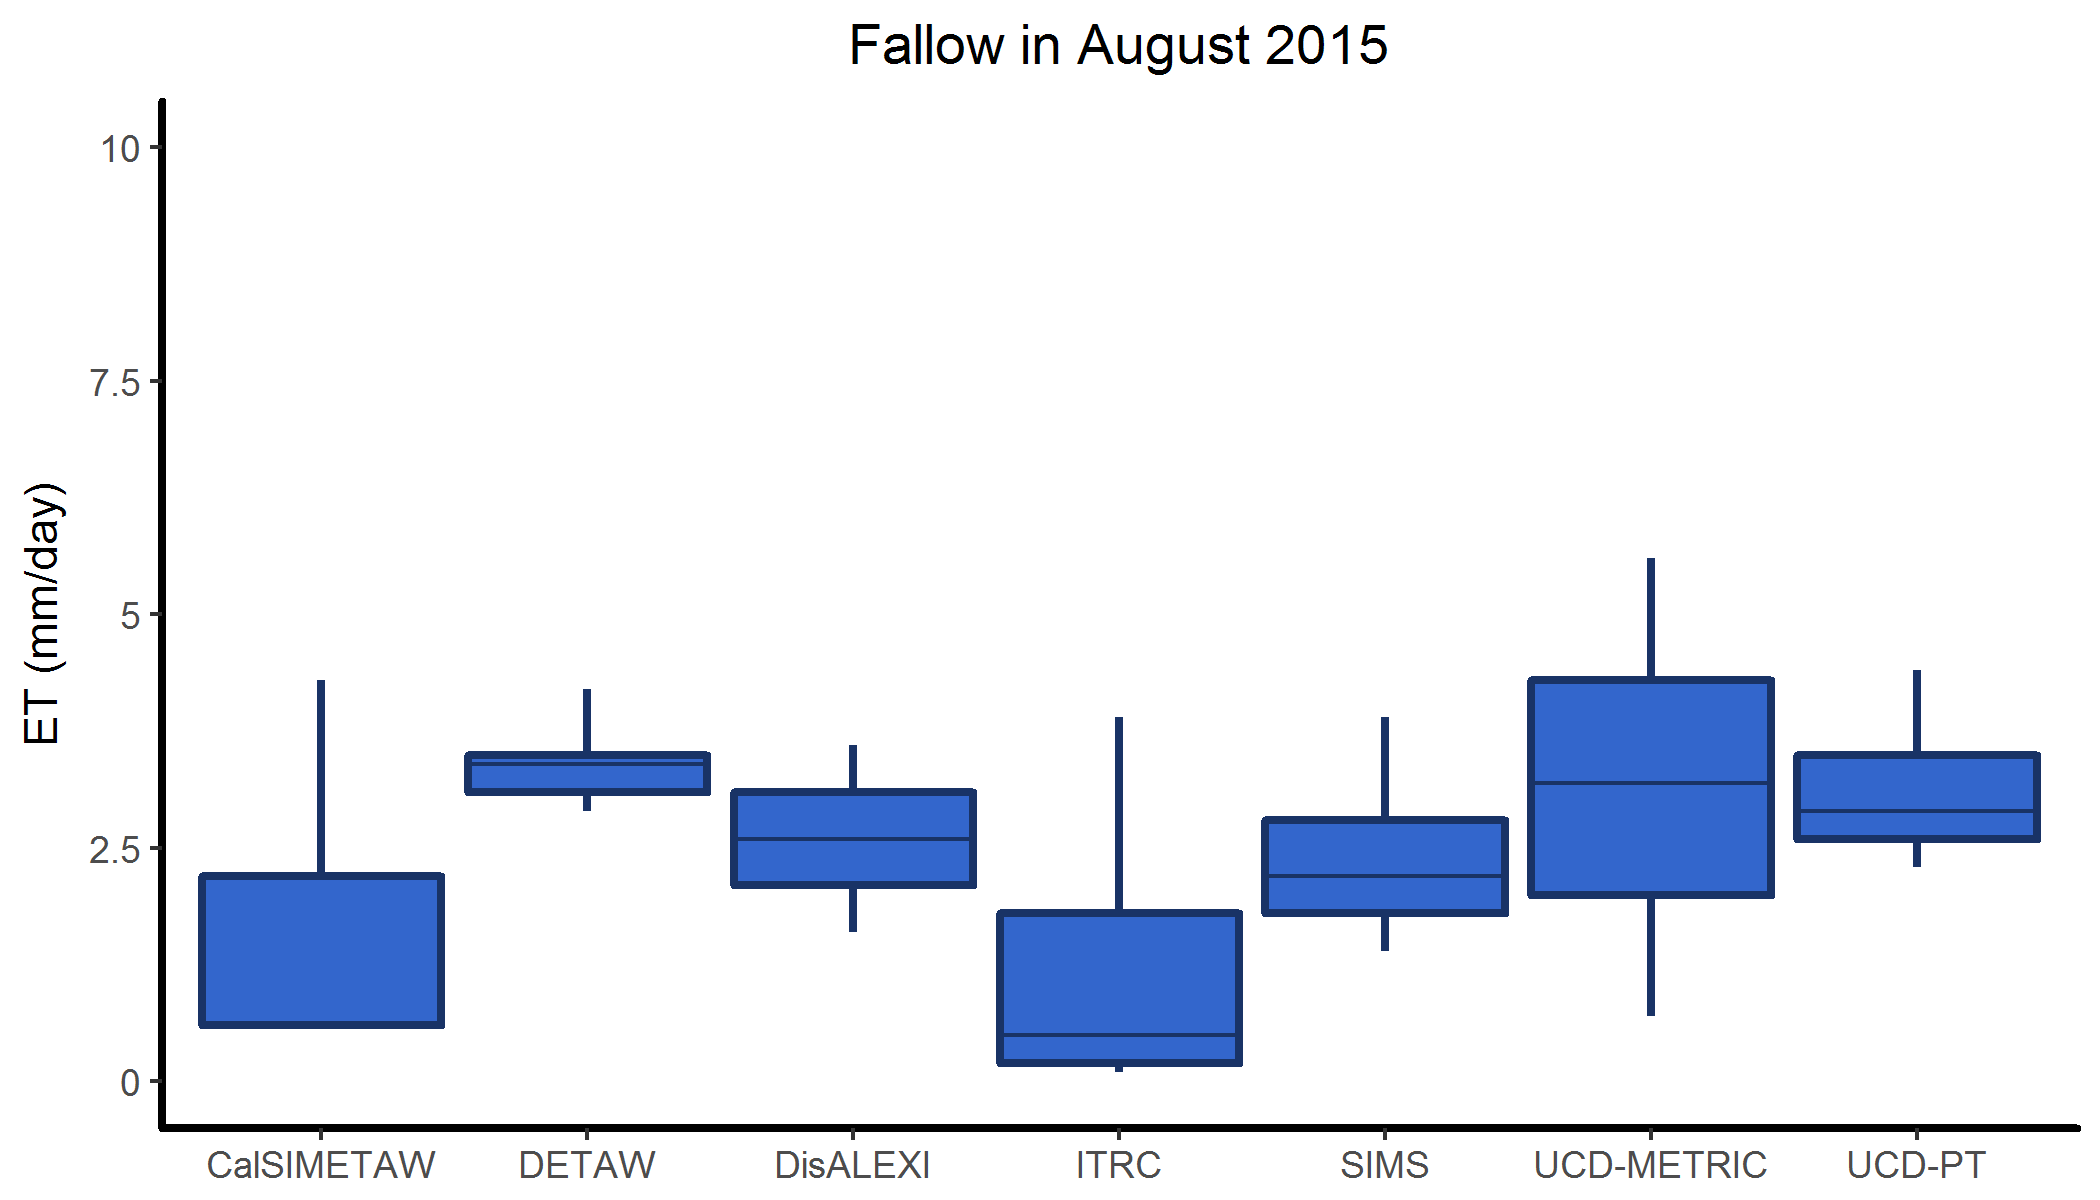 Fallow in August 2015
ET (mm/day)
10
7.5
5
2.5
0
CalSIMETAW DETAW DisALEXI ITRC SIMS UCD-METRIC UCD-PT